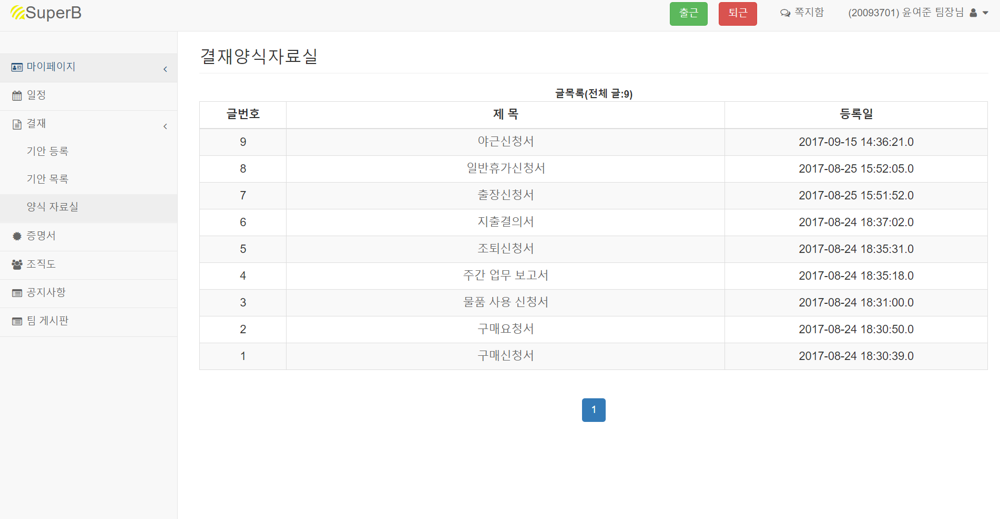 SuperB
출근
퇴근
쪽지함
(20093701) 윤여준 팀장님
마이페이지
일정
결재
기안 등록
기안 목록
양식 자료실
증명서
조직도
공지사항
팀 게시판
결재양식자료실
글목록(전체 글:9)
글번호 제 목 등록일
9 야근신청서 2017-09-15 14:36:21.0
8 일반휴가신청서 2017-08-25 15:52:05.0
7 출장신청서 2017-08-25 15:51:52.0
6 지출결의서 2017-08-24 18:37:02.0
5 조퇴신청서 2017-08-24 18:35:31.0
4 주간 업무 보고서 2017-08-24 18:35:18.0
3 물품 사용 신청서 2017-08-24 18:31:00.0
2 구매요청서 2017-08-24 18:30:50.0
1 구매신청서 2017-08-24 18:30:39.0
1